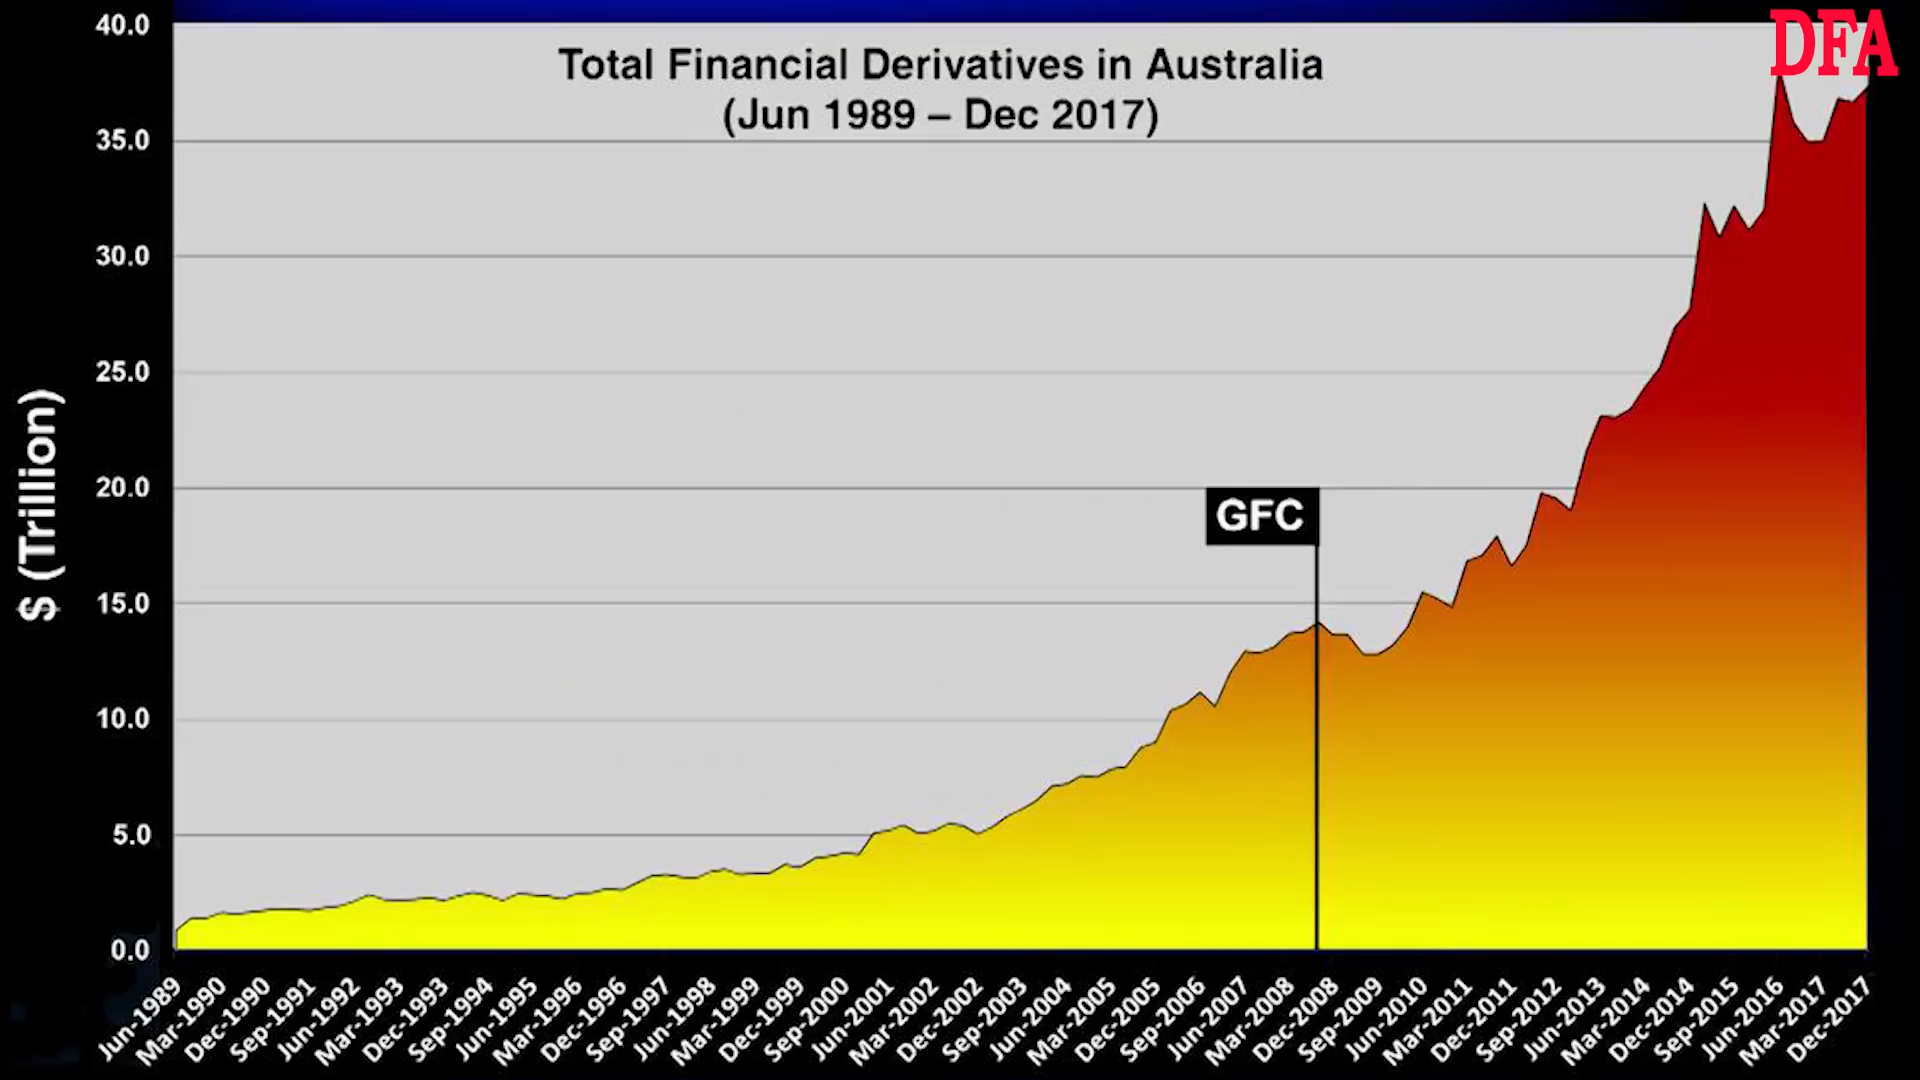 DFA
Total Financial Derivatives in Australia
(Jun 1989 – Dec 2017)
$ (Trillion)
40.0
35.0
30.0
25.0
20.0
15.0
10.0
5.0
0.0
GFC
Jun-1989
Mar-1990
Dec-1990
Sep-1991
Jun-1992
Mar-1993
Dec-1993
Sep-1994
Jun-1995
Mar-1996
Dec-1996
Sep-1997
Jun-1998
Mar-1999
Dec-1999
Sep-2000
Jun-2001
Mar-2002
Dec-2002
Sep-2003
Jun-2004
Mar-2005
Dec-2005
Sep-2006
Jun-2007
Mar-2008
Dec-2008
Sep-2009
Jun-2010
Mar-2011
Dec-2011
Sep-2012
Jun-2013
Mar-2014
Dec-2014
Sep-2015
Jun-2016
Mar-2017
Dec-2017